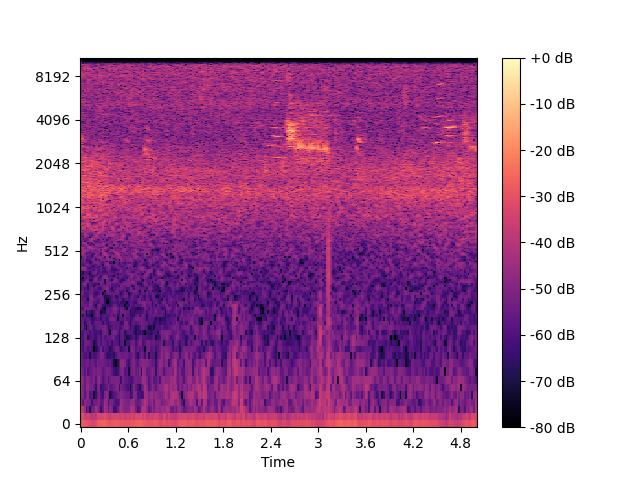 8192
4096
2048
1024
512
256
128
64
0
Hz
0 0.6 1.2 1.8 2.4 3 3.6 4.2 4.8
Time
+0 dB
-10 dB
-20 dB
-30 dB
-40 dB
-50 dB
-60 dB
-70 dB
-80 dB